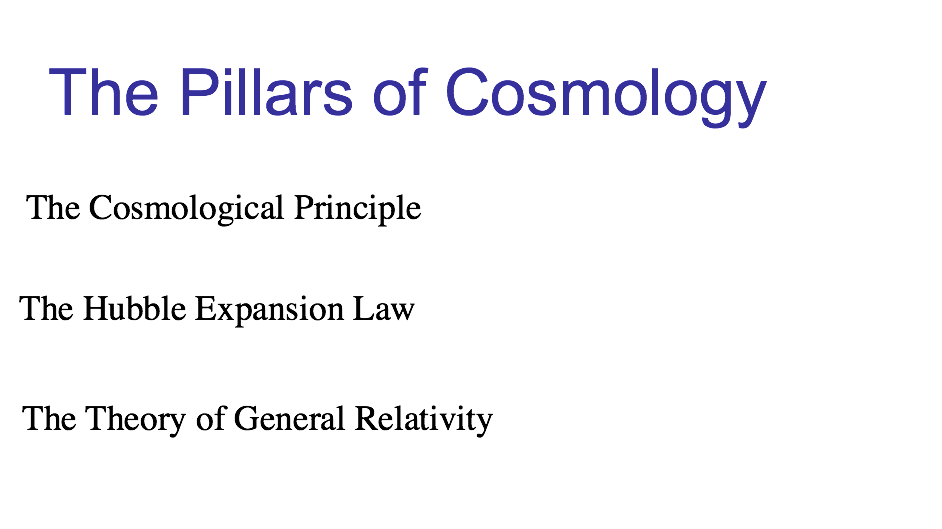 The Pillars of Cosmology
The Cosmological Principle
The Hubble Expansion Law
The Theory of General Relativity